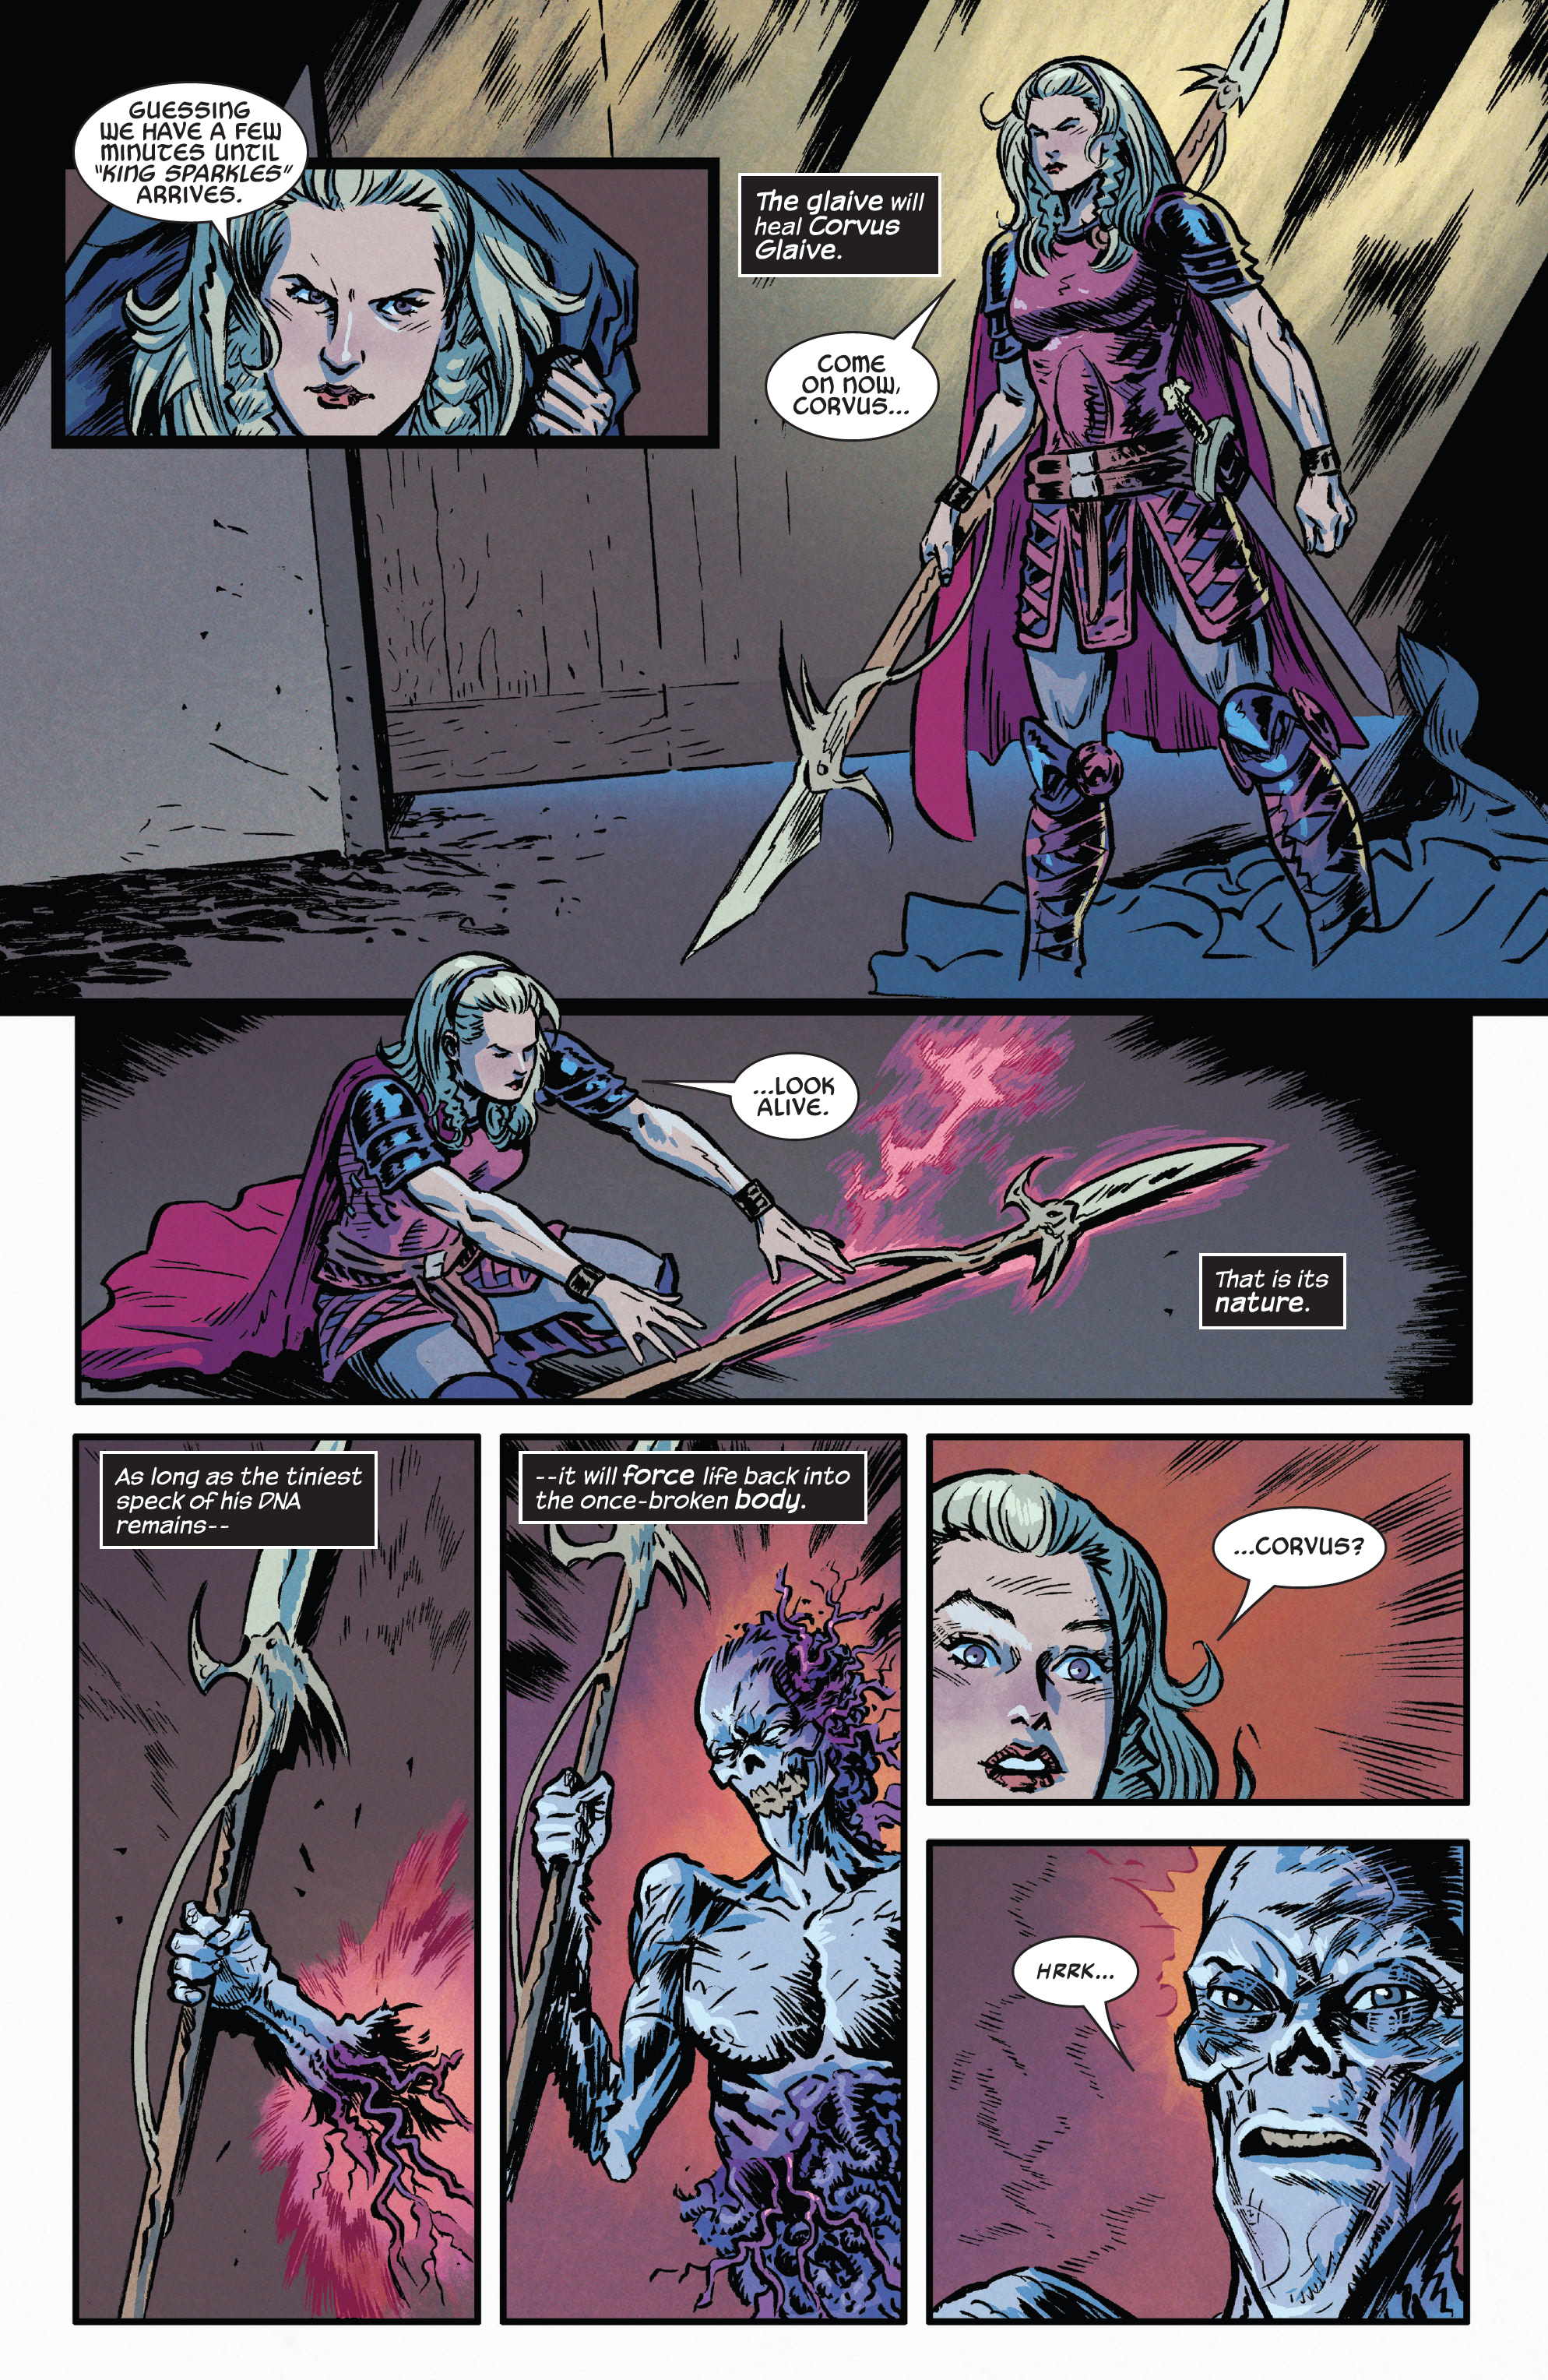 GUESSING
WE HAVE A FEW
MINUTES UNTIL
"KING SPARKLES"
ARRIVES.
The glaive will
heal Corvus
Glaive.
COME
ON NOW,
CORVUS...
...LOOK
ALIVE.
That is its
nature.
As long as the tiniest
speck of his DNA
remains--
--it will force life back into
the once-broken body.
...CORVUS?
HRRK...